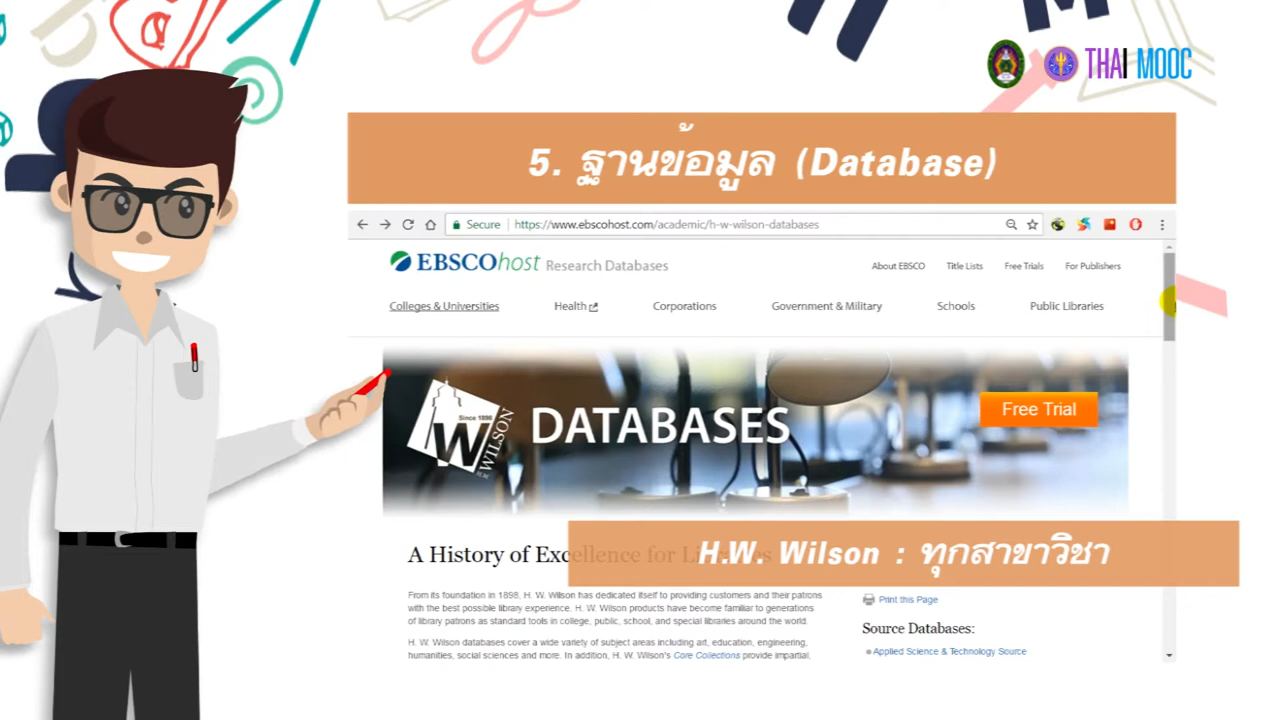 THAI MOOC
5. ฐานข้อมูล (Database)
Secure | https://www.ebscohost.com/academic/h-w-wilson-databases
EBSCOhost Research Databases
About EBSCO Title Lists Free Trials For Publishers
Colleges & Universities Health Corporations Government & Military Schools Public Libraries
Since 1898
H.W. WILSON
DATABASES
Free Trial
A History of Excellence for Libraries
H.W. Wilson : ทุกสาขาวิชา
From its foundation in 1898, H. W. Wilson has dedicated itself to providing customers and their patrons
with the best possible library experience. H. W. Wilson products have become familiar to generations
of library patrons as standard tools in college, public, school, and special libraries around the world.
H. W. Wilson databases cover a wide variety of subject areas including art, education, engineering,
humanities, social sciences and more. In addition, H. W. Wilson's Core Collections provide impartial,
Print this Page
Source Databases:
Applied Science & Technology Source